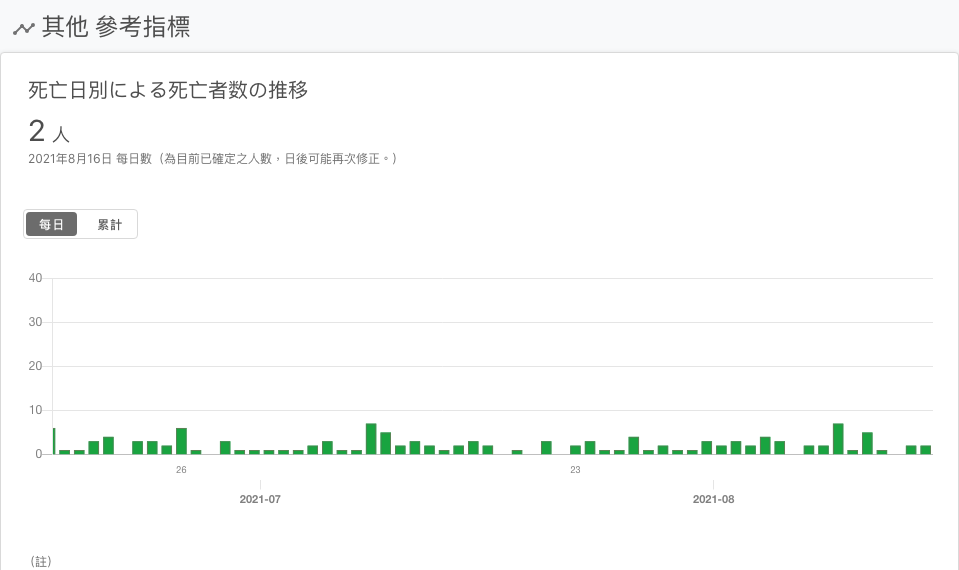 其他 參考指標
死亡日別による死亡者数の推移
2 人
2021年8月16日 每日數（為目前已確定之人數，日後可能再次修正。）
每日 累計
40
30
20
10
0
26 23
2021-07 2021-08
（註）